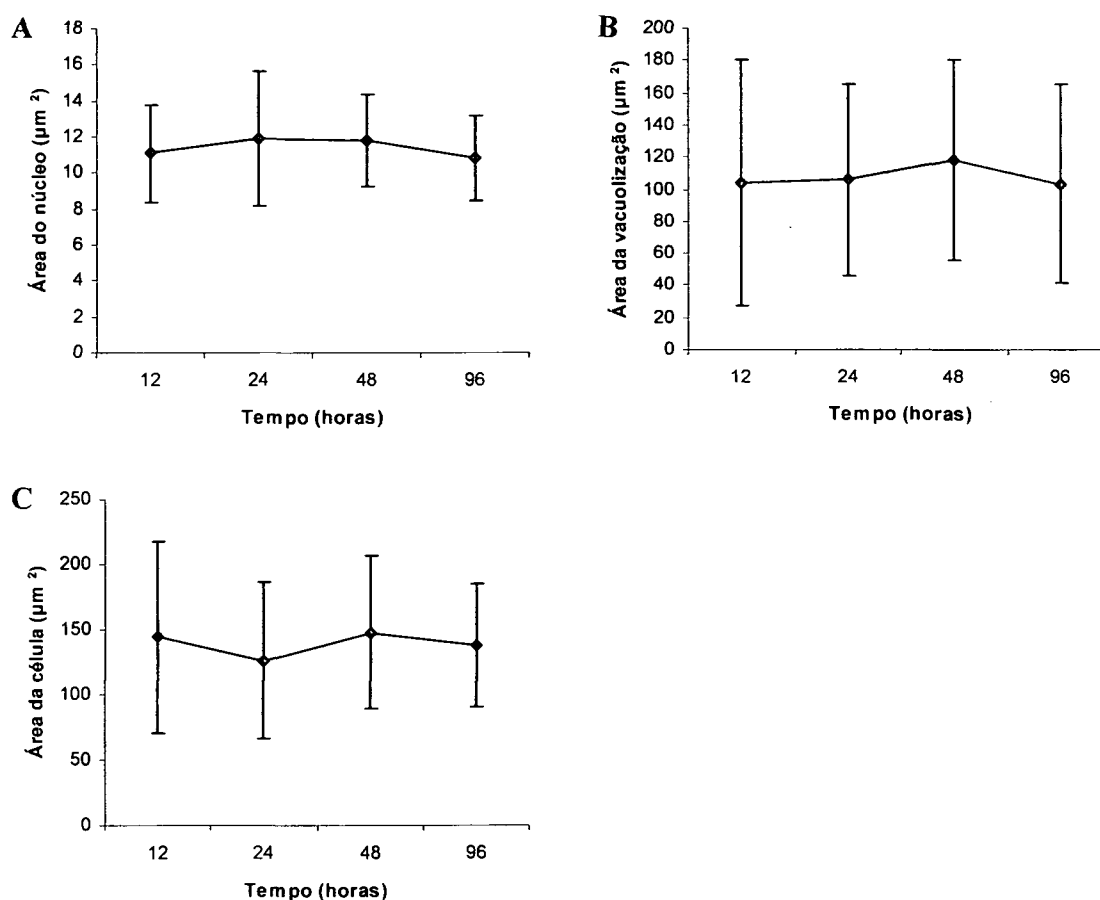 A
18
16
14
12
10
8
6
4
2
0
Área do núcleo (µm ²)
12 24 48 96
Tempo (horas)
B
200
180
160
140
120
100
80
60
40
20
0
Área da vacuolização (µm ²)
12 24 48 96
Tempo (horas)
C
250
200
150
100
50
0
Área da célula (µm ²)
12 24 48 96
Tempo (horas)